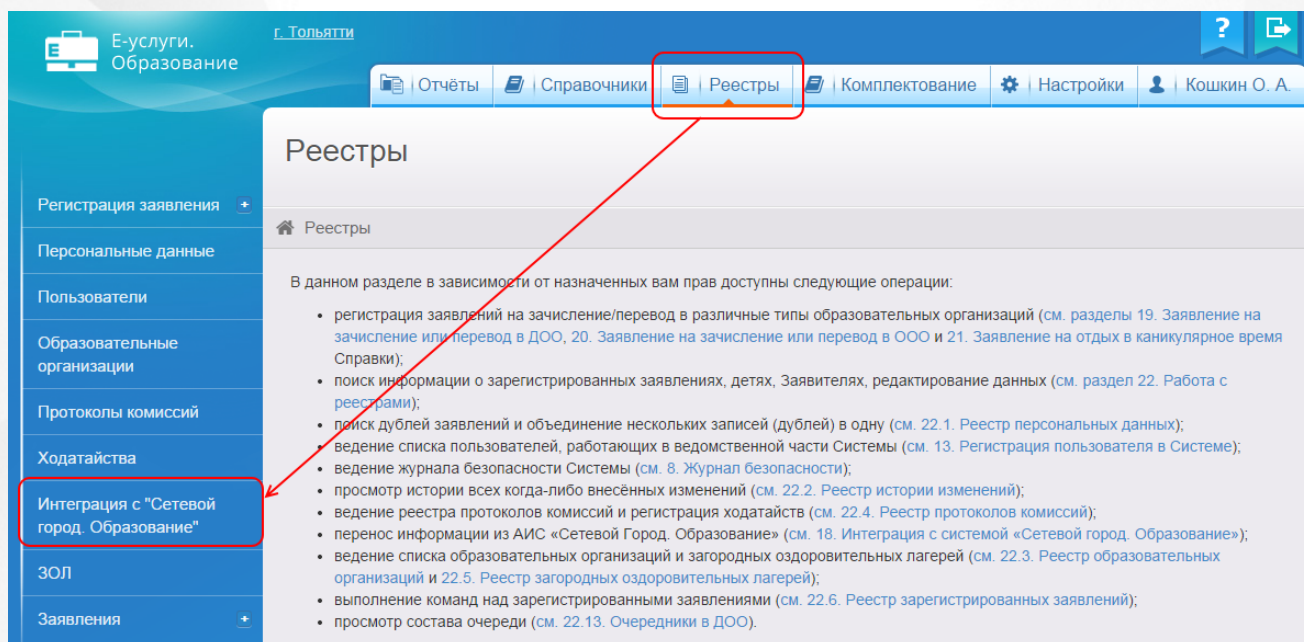 Е-услуги.
Образование
г. Тольятти
?
Отчёты
Справочники
Реестры
Комплектование
Настройки
Кошкин О. А.
Реестры
Регистрация заявления +
Персональные данные
Пользователи
Образовательные
организации
Протоколы комиссий
Ходатайства
Интеграция с "Сетевой
город. Образование"
ЗОЛ
Заявления +
Реестры
В данном разделе в зависимости от назначенных вам прав доступны следующие операции:
• регистрация заявлений на зачисление/перевод в различные типы образовательных организаций (см. разделы 19. Заявление на
зачисление или перевод в ДОО, 20. Заявление на зачисление или перевод в ООО и 21. Заявление на отдых в каникулярное время
Справки);
• поиск информации о зарегистрированных заявлениях, детях, Заявителях, редактирование данных (см. раздел 22. Работа с
реестрами);
• поиск дублей заявлений и объединение нескольких записей (дублей) в одну (см. 22.1. Реестр персональных данных);
• ведение списка пользователей, работающих в ведомственной части Системы (см. 13. Регистрация пользователя в Системе);
• ведение журнала безопасности Системы (см. 8. Журнал безопасности);
• просмотр истории всех когда-либо внесённых изменений (см. 22.2. Реестр истории изменений);
• ведение реестра протоколов комиссий и регистрация ходатайств (см. 22.4. Реестр протоколов комиссий);
• перенос информации из АИС «Сетевой Город. Образование» (см. 18. Интеграция с системой «Сетевой город. Образование»);
• ведение списка образовательных организаций и загородных оздоровительных лагерей (см. 22.3. Реестр образовательных
организаций и 22.5. Реестр загородных оздоровительных лагерей);
• выполнение команд над зарегистрированными заявлениями (см. 22.6. Реестр зарегистрированных заявлений);
• просмотр состава очереди (см. 22.13. Очередники в ДОО).